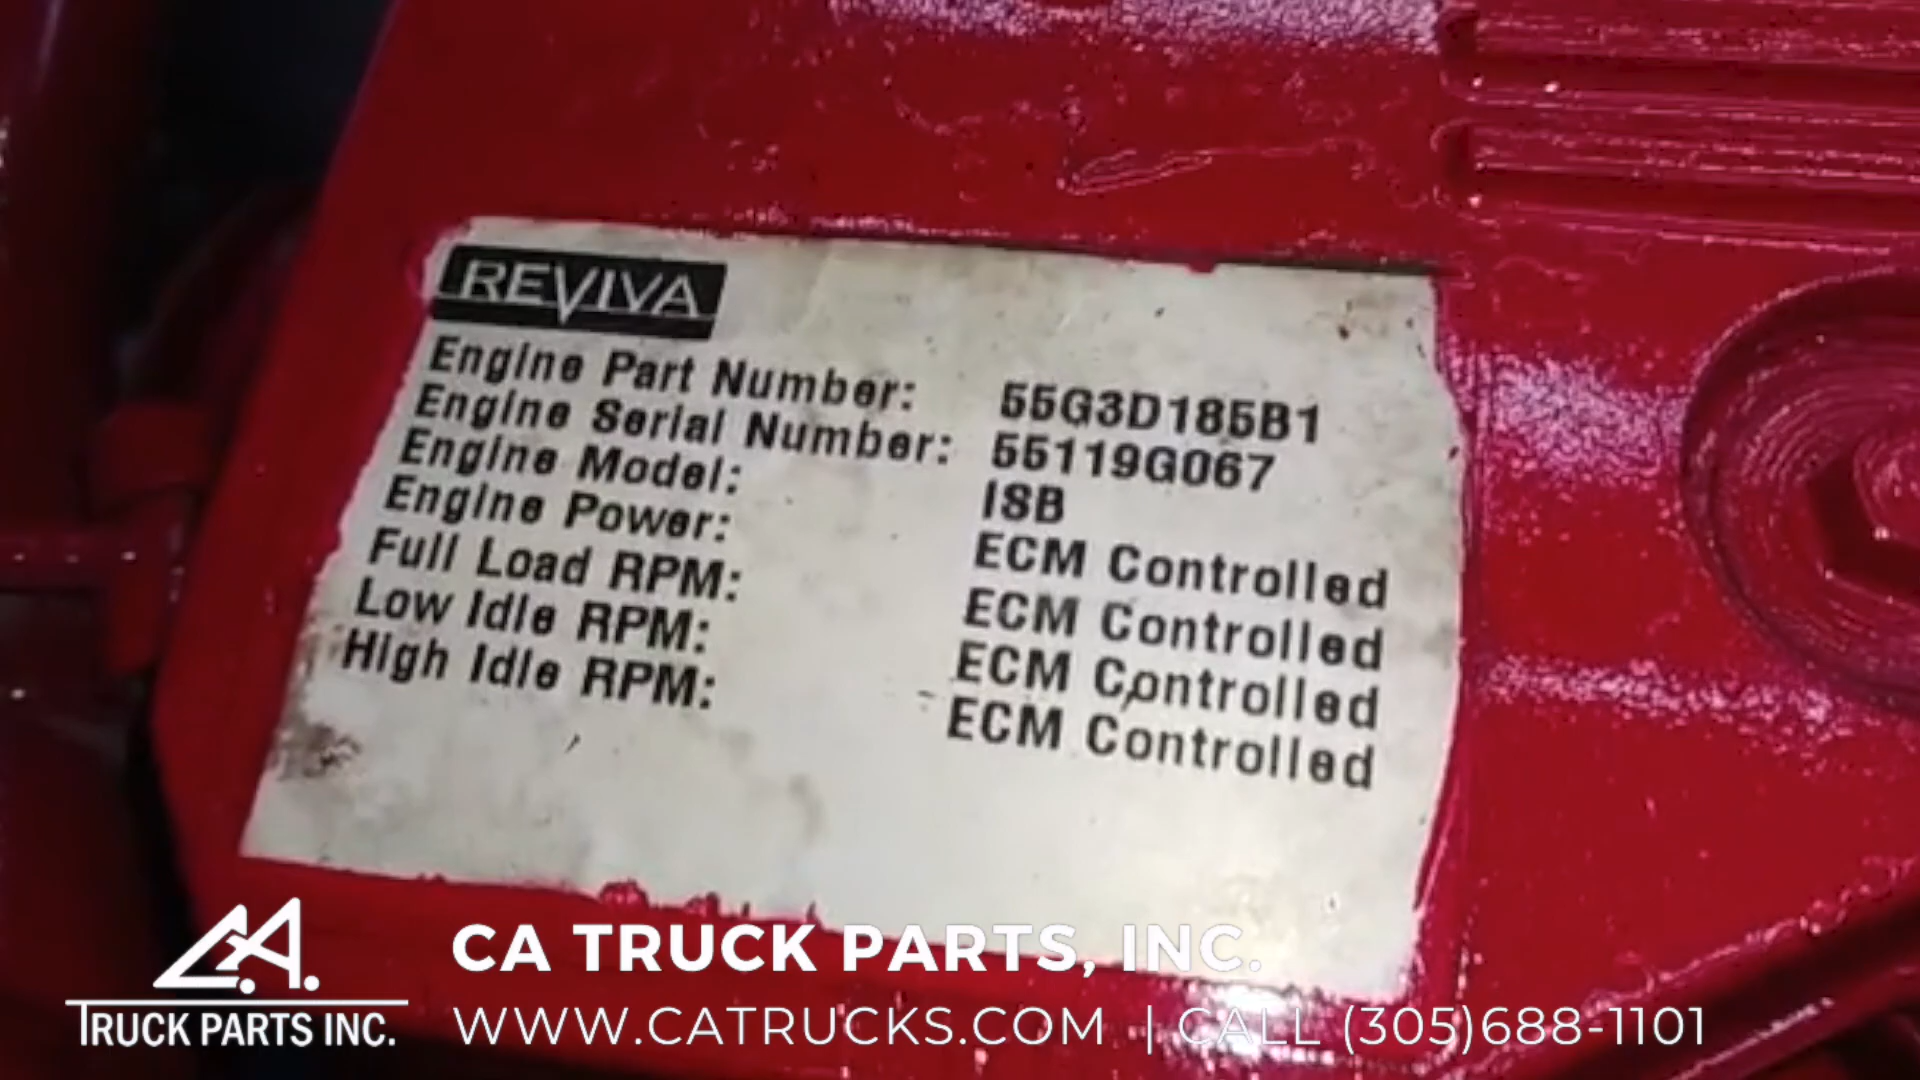 REVIVA
Engine Part Number: 55G3D185B1
Engine Serial Number: 55119G067
Engine Model: ISB
Engine Power: ECM Controlled
Full Load RPM: ECM Controlled
Low Idle RPM: ECM Controlled
High Idle RPM: ECM Controlled
C.A.
TRUCK PARTS INC.
CA TRUCK PARTS, INC.
WWW.CATRUCKS.COM | CALL (305)688-1101